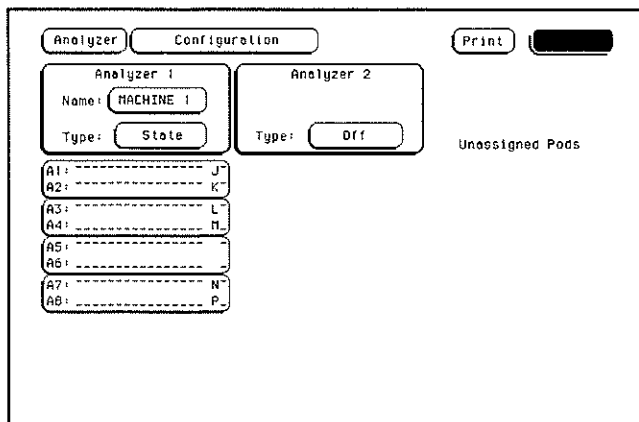 Analyzer Configuration Print
Analyzer 1 Analyzer 2
Name: MACHINE 1
Type: State Type: Off
Unassigned Pods
A1: J
A2: K
A3: L
A4: M
A5:
A6:
A7: N
A8: P